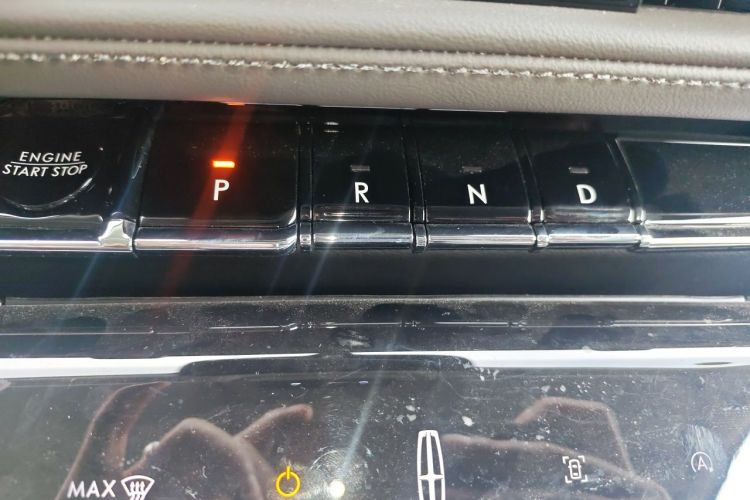 ENGINE
START STOP
P R N D
MAX
A